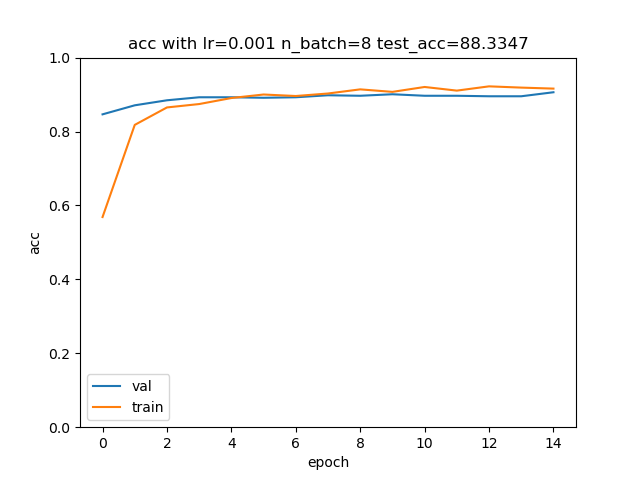 acc with lr=0.001 n_batch=8 test_acc=88.3347
1.0
0.8
0.6
0.4
0.2
0.0
acc
val
train
0 2 4 6 8 10 12 14
epoch